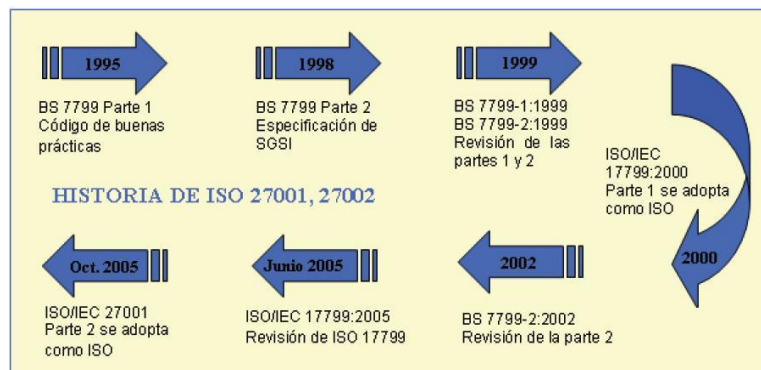 1995
BS 7799 Parte 1
Código de buenas
prácticas
1998
BS 7799 Parte 2
Especificación de
SGSI
1999
BS 7799-1:1999
BS 7799-2:1999
Revisión de las
partes 1 y 2
HISTORIA DE ISO 27001, 27002
ISO/IEC
17799:2000
Parte 1 se adopta
como ISO
2000
2002
BS 7799-2:2002
Revisión de la parte 2
Junio 2005
ISO/IEC 17799:2005
Revisión de ISO 17799
Oct. 2005
ISO/IEC 27001
Parte 2 se adopta
como ISO